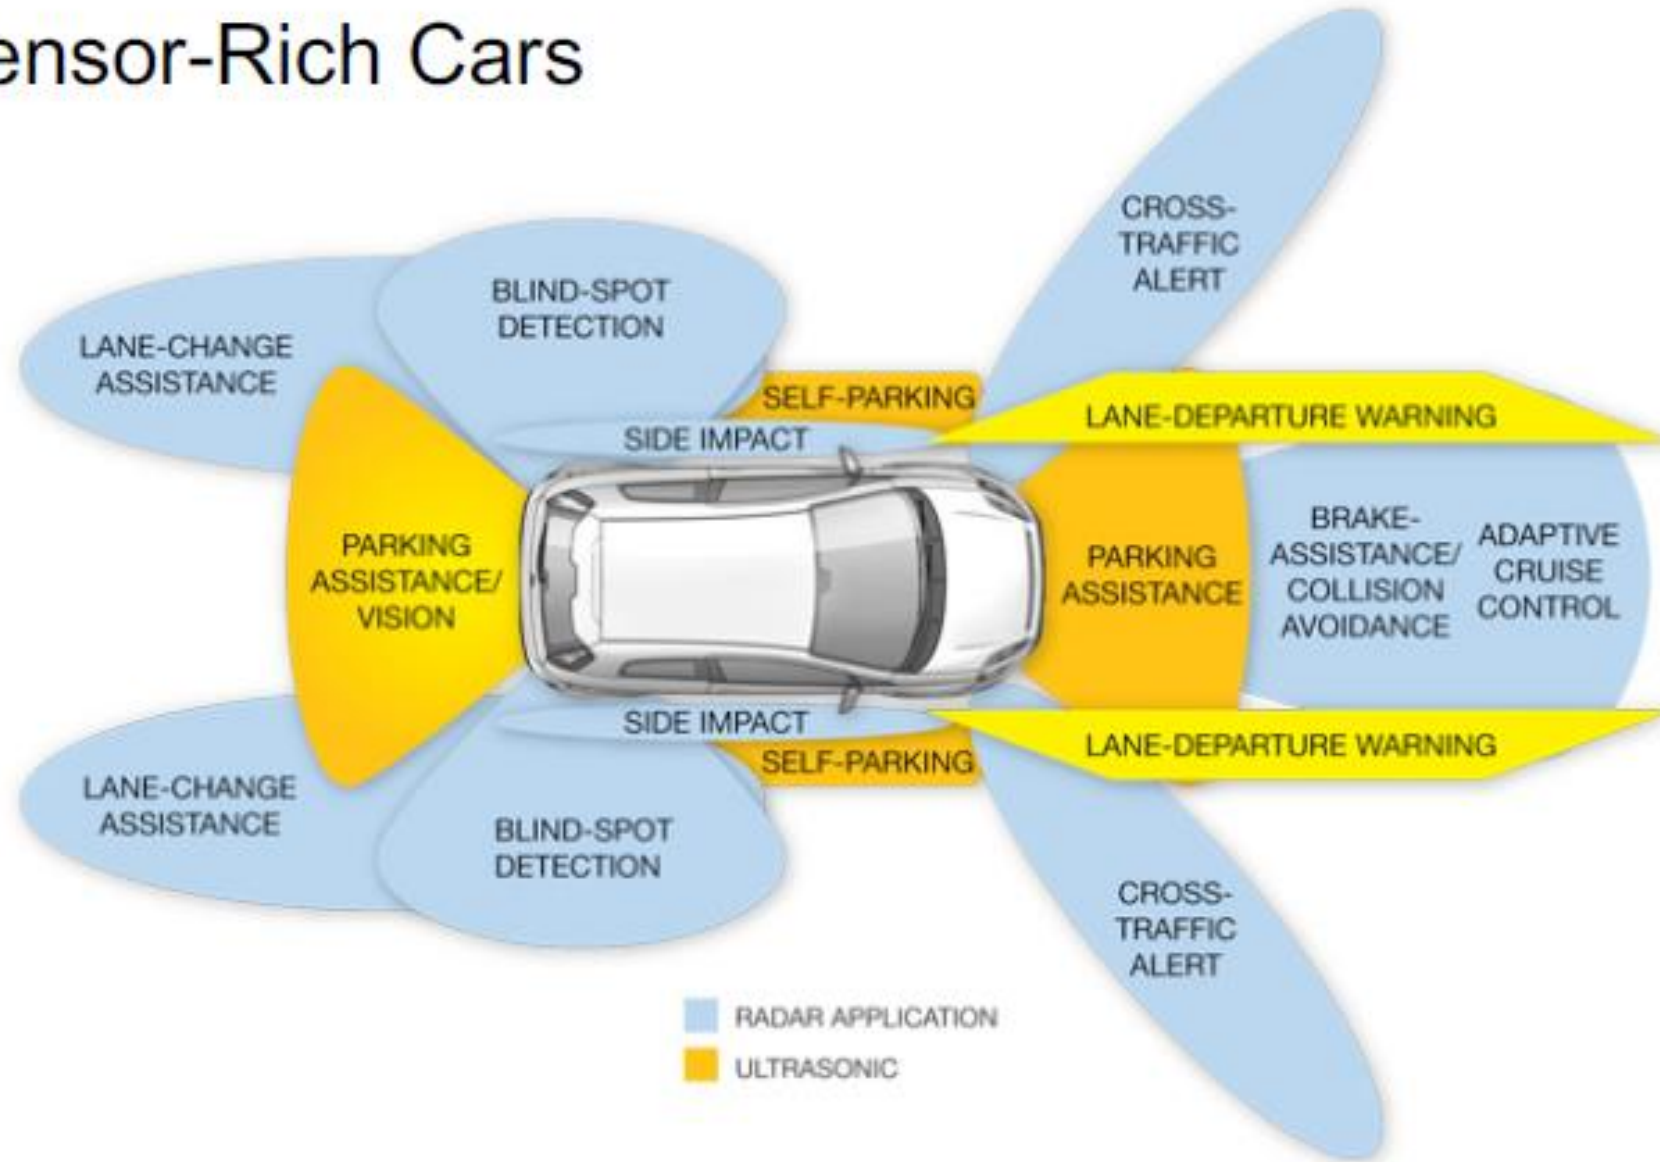 ensor-Rich Cars
CROSS-
TRAFFIC
ALERT
BLIND-SPOT
DETECTION
LANE-CHANGE
ASSISTANCE
SELF-PARKING
LANE-DEPARTURE WARNING
SIDE IMPACT
PARKING
ASSISTANCE/
VISION
PARKING
ASSISTANCE
BRAKE-
ASSISTANCE/
COLLISION
AVOIDANCE
ADAPTIVE
CRUISE
CONTROL
SIDE IMPACT
SELF-PARKING
LANE-DEPARTURE WARNING
LANE-CHANGE
ASSISTANCE
BLIND-SPOT
DETECTION
CROSS-
TRAFFIC
ALERT
RADAR APPLICATION
ULTRASONIC